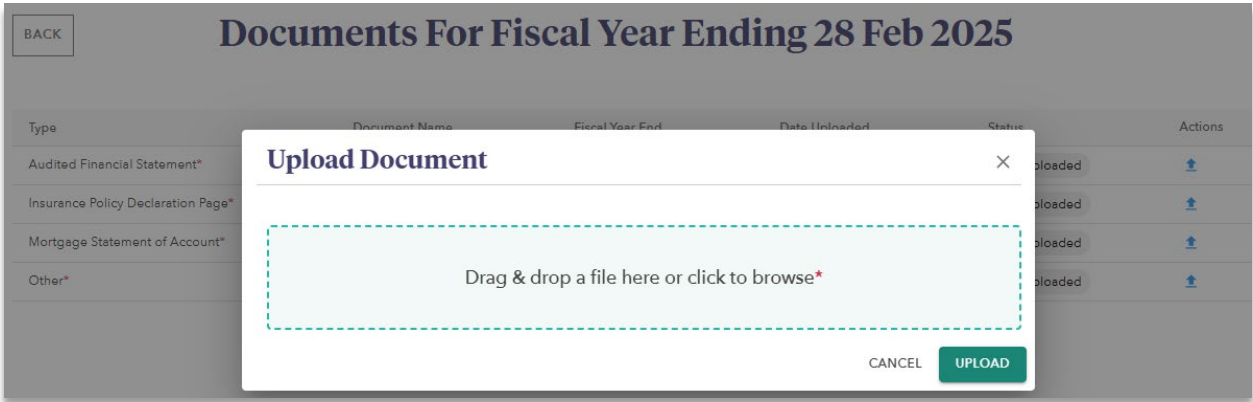 BACK
Documents For Fiscal Year Ending 28 Feb 2025
Type Document Name Fiscal Year End Date Uploaded Status Actions
Upload Document ×
Audited Financial Statement*
Insurance Policy Declaration Page*
Mortgage Statement of Account*
Other*
Drag & drop a file here or click to browse*
CANCEL UPLOAD